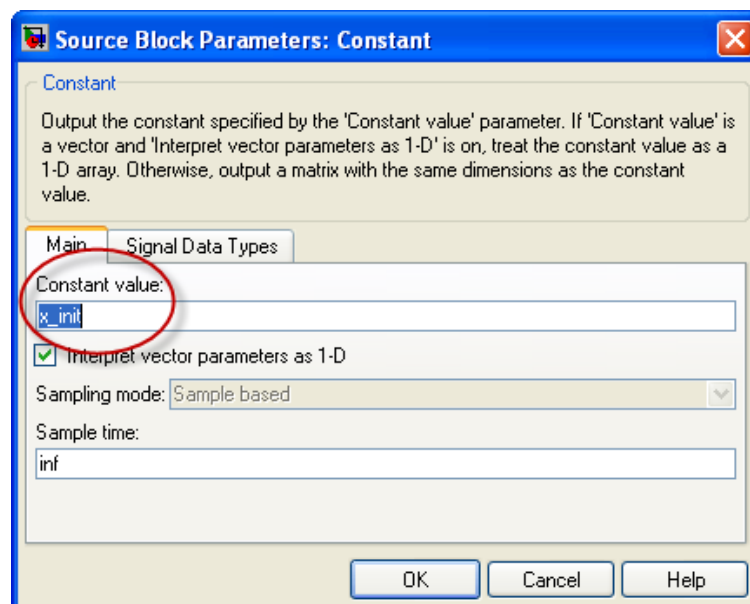 Source Block Parameters: Constant
Constant
Output the constant specified by the 'Constant value' parameter. If 'Constant value' is
a vector and 'Interpret vector parameters as 1-D' is on, treat the constant value as a
1-D array. Otherwise, output a matrix with the same dimensions as the constant
value.
Main Signal Data Types
Constant value:
x_init
Interpret vector parameters as 1-D
Sampling mode: Sample based
Sample time:
inf
OK Cancel Help